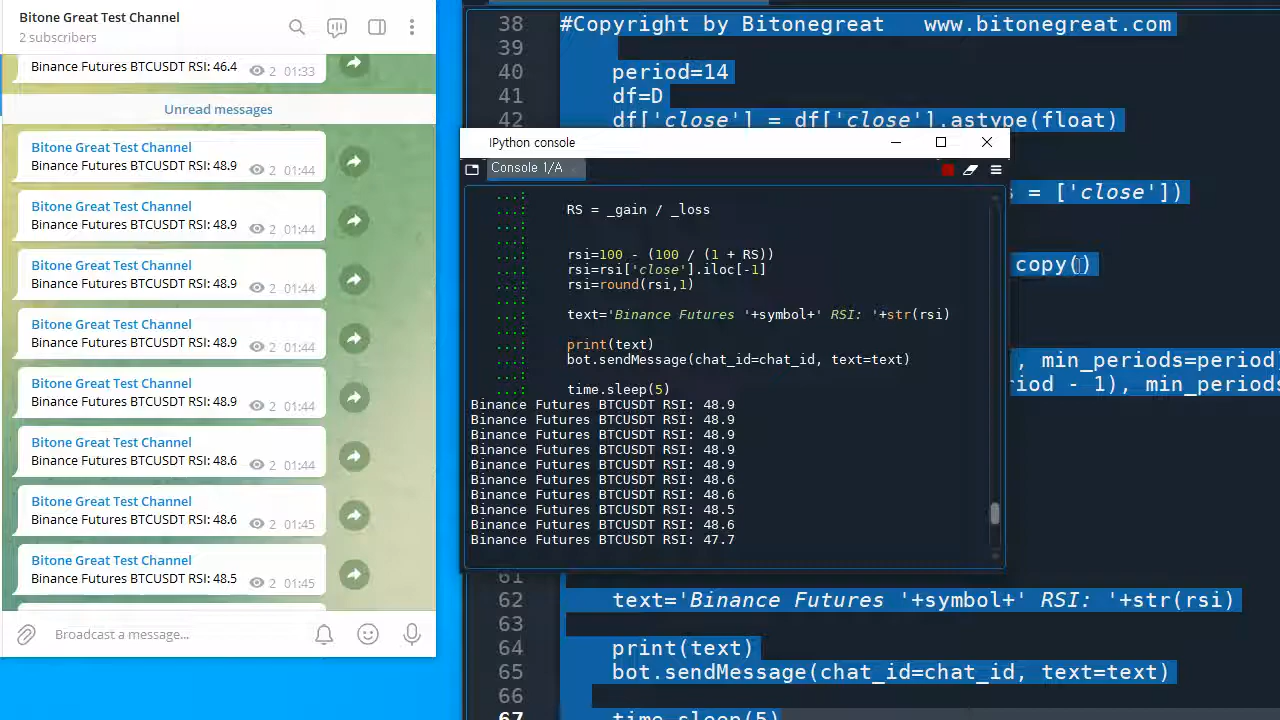 Bitone Great Test Channel
2 subscribers
Binance Futures BTCUSDT RSI: 46.4 2 01:33
Unread messages
Bitone Great Test Channel
Binance Futures BTCUSDT RSI: 48.9 2 01:44
Bitone Great Test Channel
Binance Futures BTCUSDT RSI: 48.9 2 01:44
Bitone Great Test Channel
Binance Futures BTCUSDT RSI: 48.9 2 01:44
Bitone Great Test Channel
Binance Futures BTCUSDT RSI: 48.9 2 01:44
Bitone Great Test Channel
Binance Futures BTCUSDT RSI: 48.9 2 01:44
Bitone Great Test Channel
Binance Futures BTCUSDT RSI: 48.6 2 01:44
Bitone Great Test Channel
Binance Futures BTCUSDT RSI: 48.6 2 01:45
Bitone Great Test Channel
Binance Futures BTCUSDT RSI: 48.5 2 01:45
Broadcast a message...
38 #Copyright by Bitonegreat www.bitonegreat.com
39
40 period=14
41 df=D
42 df['close'] = df['close'].astype(float)
= ['close'])
copy()
, min_periods=period
iod - 1), min_periods
IPython console
Console 1/A
...:
...: RS = _gain / _loss
...:
...:
...: rsi=100 - (100 / (1 + RS))
...: rsi=rsi['close'].iloc[-1]
...: rsi=round(rsi,1)
...:
...: text='Binance Futures '+symbol+' RSI: '+str(rsi)
...:
...: print(text)
...: bot.sendMessage(chat_id=chat_id, text=text)
...:
...: time.sleep(5)
Binance Futures BTCUSDT RSI: 48.9
Binance Futures BTCUSDT RSI: 48.9
Binance Futures BTCUSDT RSI: 48.9
Binance Futures BTCUSDT RSI: 48.9
Binance Futures BTCUSDT RSI: 48.9
Binance Futures BTCUSDT RSI: 48.6
Binance Futures BTCUSDT RSI: 48.6
Binance Futures BTCUSDT RSI: 48.5
Binance Futures BTCUSDT RSI: 48.6
Binance Futures BTCUSDT RSI: 47.7
61
62 text='Binance Futures '+symbol+' RSI: '+str(rsi)
63
64 print(text)
65 bot.sendMessage(chat_id=chat_id, text=text)
66
67 time.sleep(5)